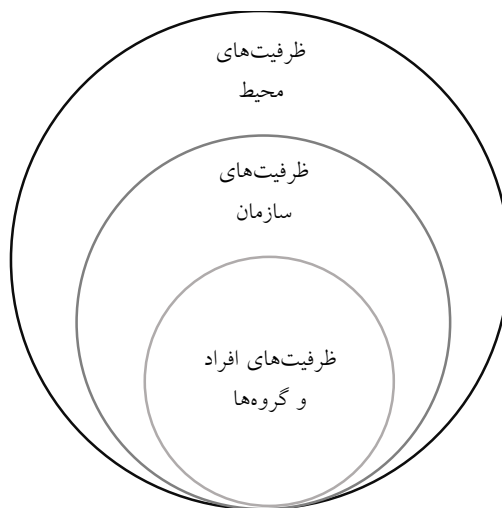 ظرفیت‌های
محیط
ظرفیت‌های
سازمان
ظرفیت‌های افراد
و گروه‌ها